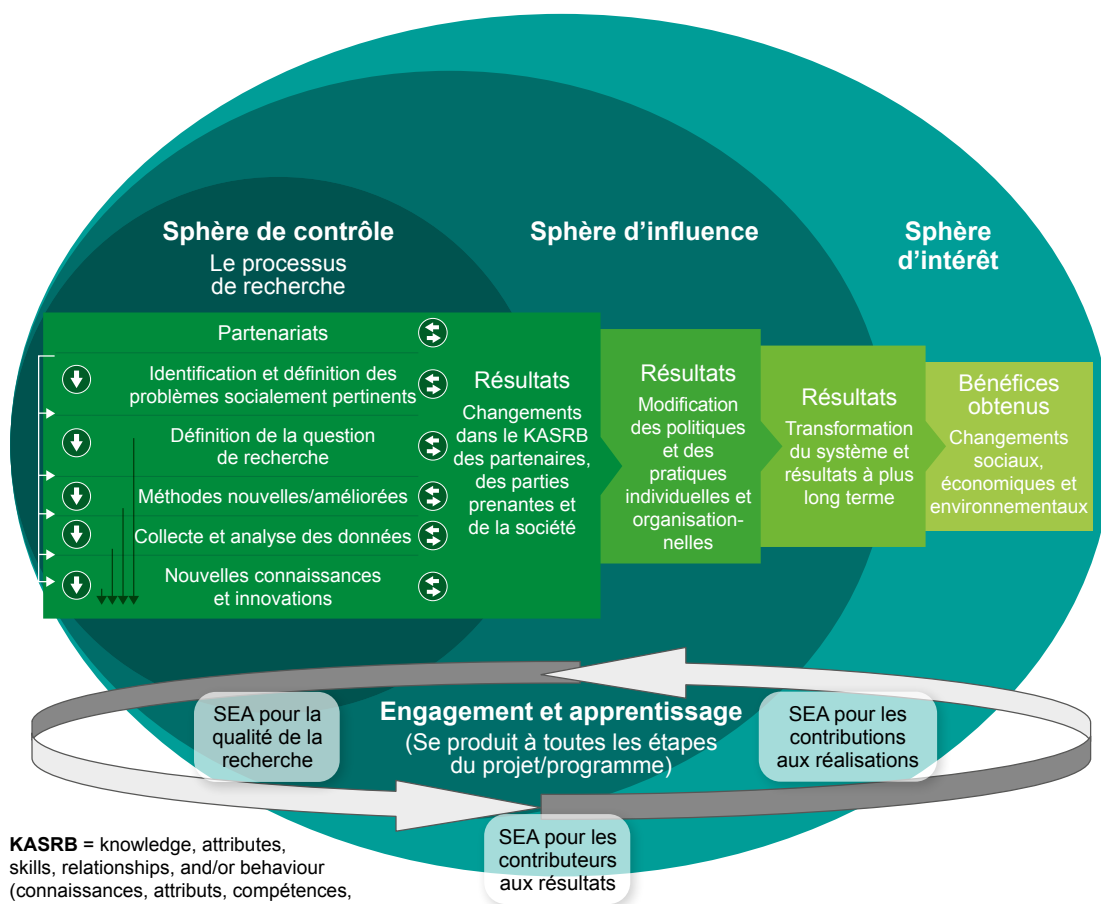 Sphère de contrôle
Le processus
de recherche
Sphère d'influence
Sphère
d'intérêt
Partenariats
Identification et définition des
problèmes socialement pertinents
Définition de la question
de recherche
Méthodes nouvelles/améliorées
Collecte et analyse des données
Nouvelles connaissances
et innovations
Résultats
Changements
dans le KASRB
des partenaires,
des parties
prenantes et
de la société
Résultats
Modification
des politiques
et des
pratiques
individuelles et
organisation-
nelles
Résultats
Transformation
du système et
résultats à plus
long terme
Bénéfices
obtenus
Changements
sociaux,
économiques et
environnementaux
SEA pour la
qualité de la
recherche
Engagement et apprentissage
(Se produit à toutes les étapes
du projet/programme)
SEA pour les
contributions
aux réalisations
SEA pour les
contributeurs
aux résultats
KASRB = knowledge, attributes,
skills, relationships, and/or behaviour
(connaissances, attributs, compétences,